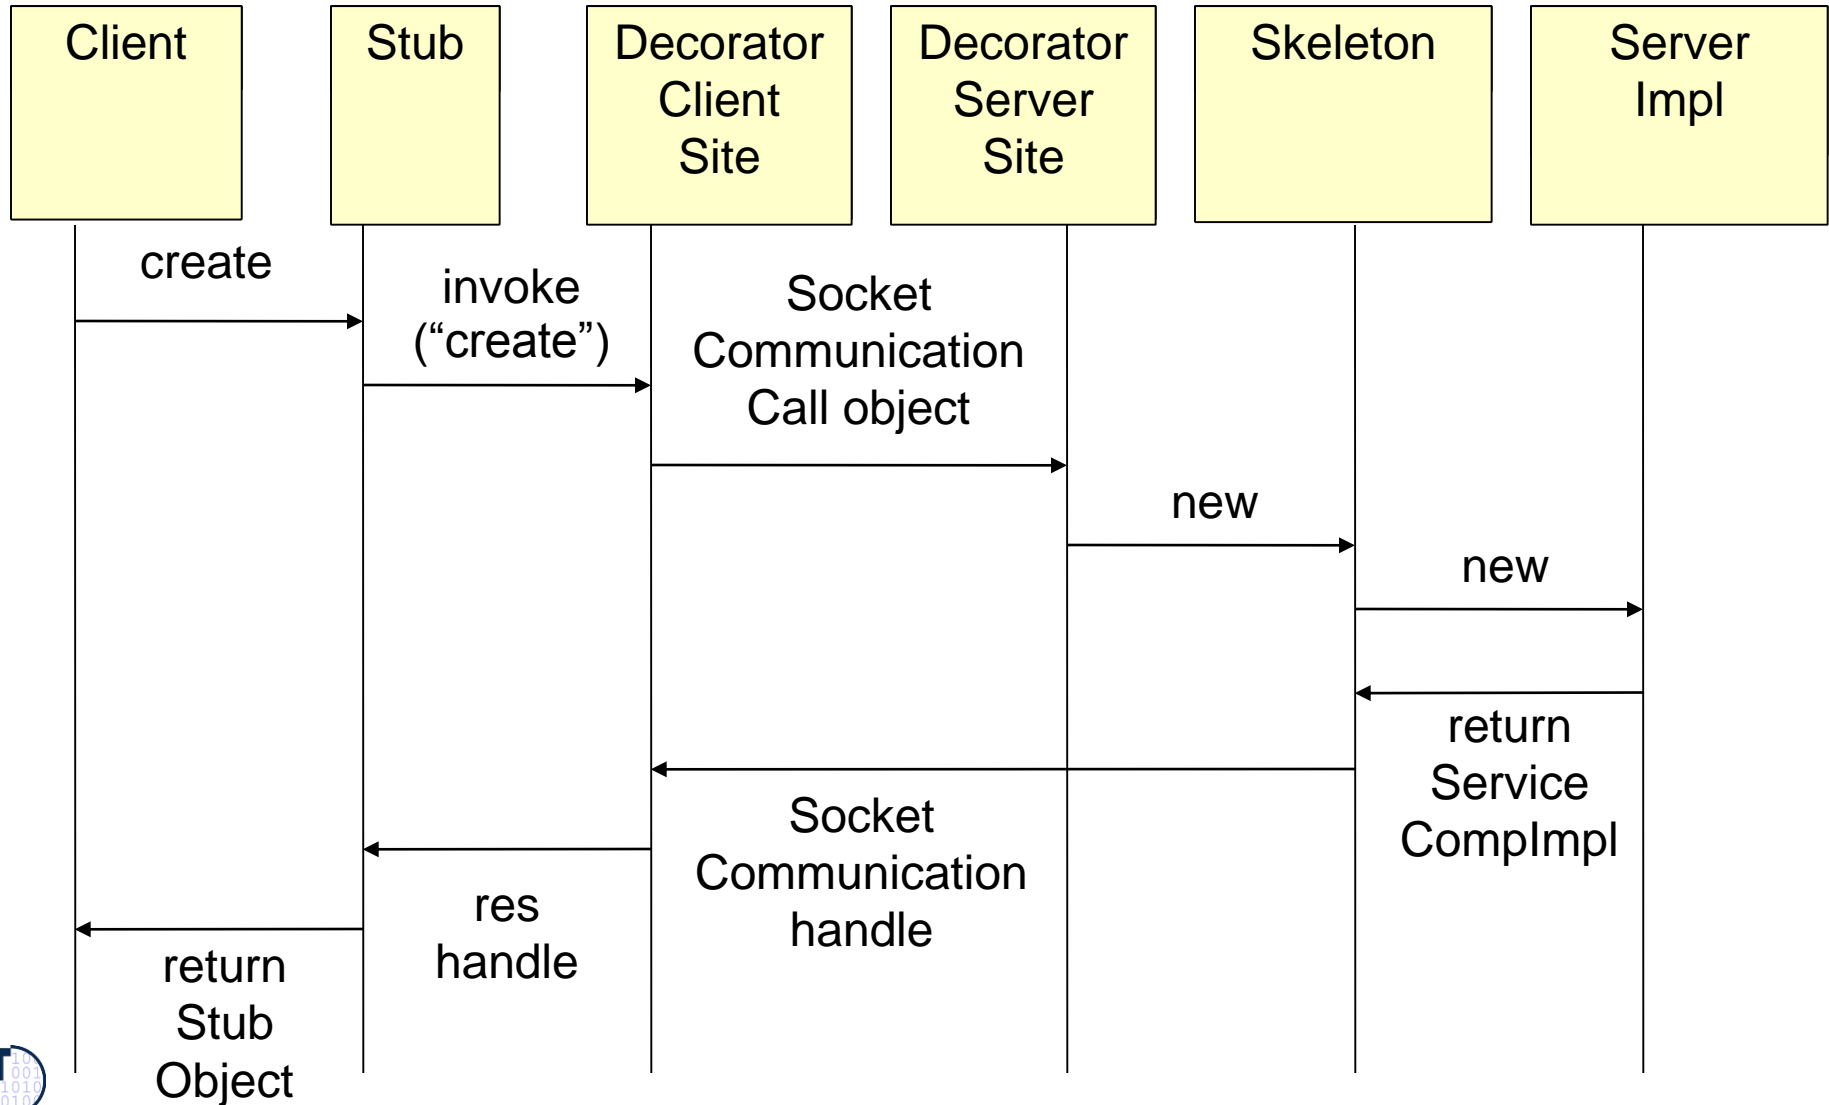 Client
Stub
Decorator
Client
Site
Decorator
Server
Site
Skeleton
Server
Impl
create
invoke
(“create”)
Socket
Communication
Call object
new
new
return
Service
CompImpl
Socket
Communication
handle
res
handle
return
Stub
Object